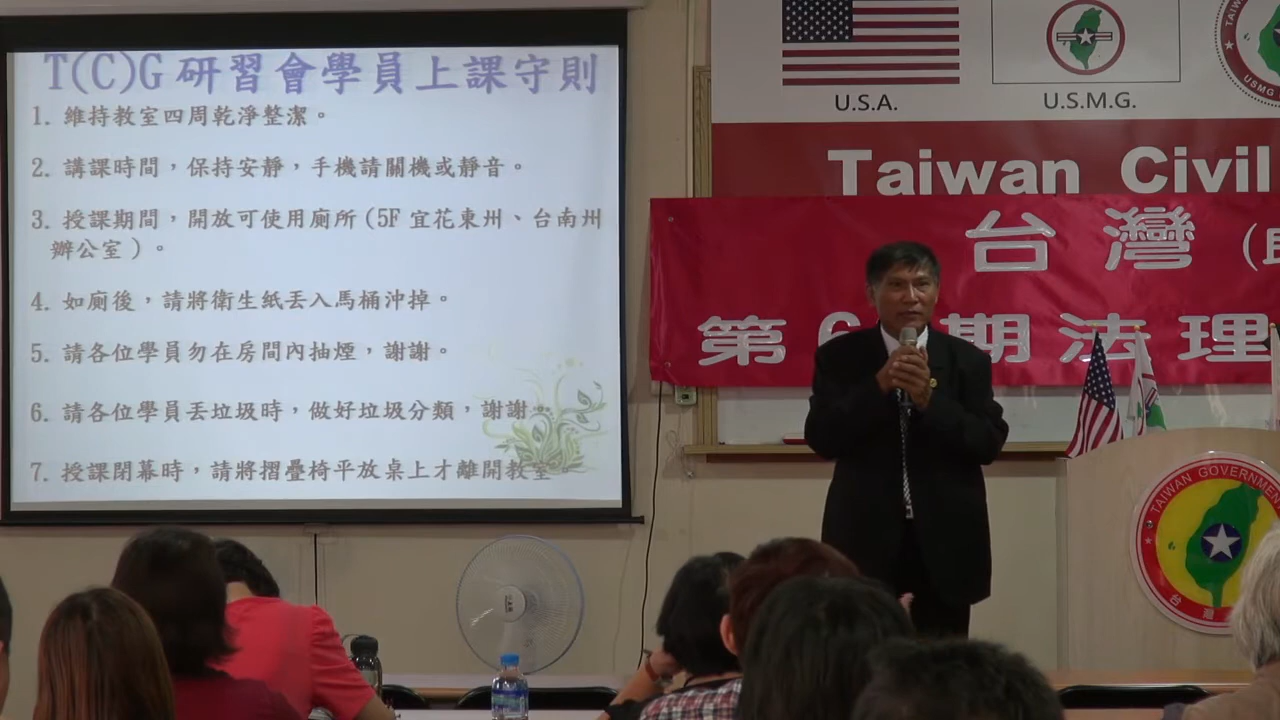 T(C)G 研習會學員上課守則
1. 維持教室四周乾淨整潔。
2. 講課時間，保持安靜，手機請關機或靜音。
3. 授課期間，開放可使用廁所(5F 宜花東州、台南州
辦公室)。
4. 如廁後，請將衛生紙丟入馬桶沖掉。
5. 請各位學員勿在房間內抽煙，謝謝。
6. 請各位學員丟垃圾時，做好垃圾分類，謝謝。
7. 授課閉幕時，請將摺疊椅平放桌上才離開教室。
U.S.A.
U.S.M.G.
USMG
Taiwan Civil
台灣
第6 期法理
TAIWAN GOVERNMENT
台灣